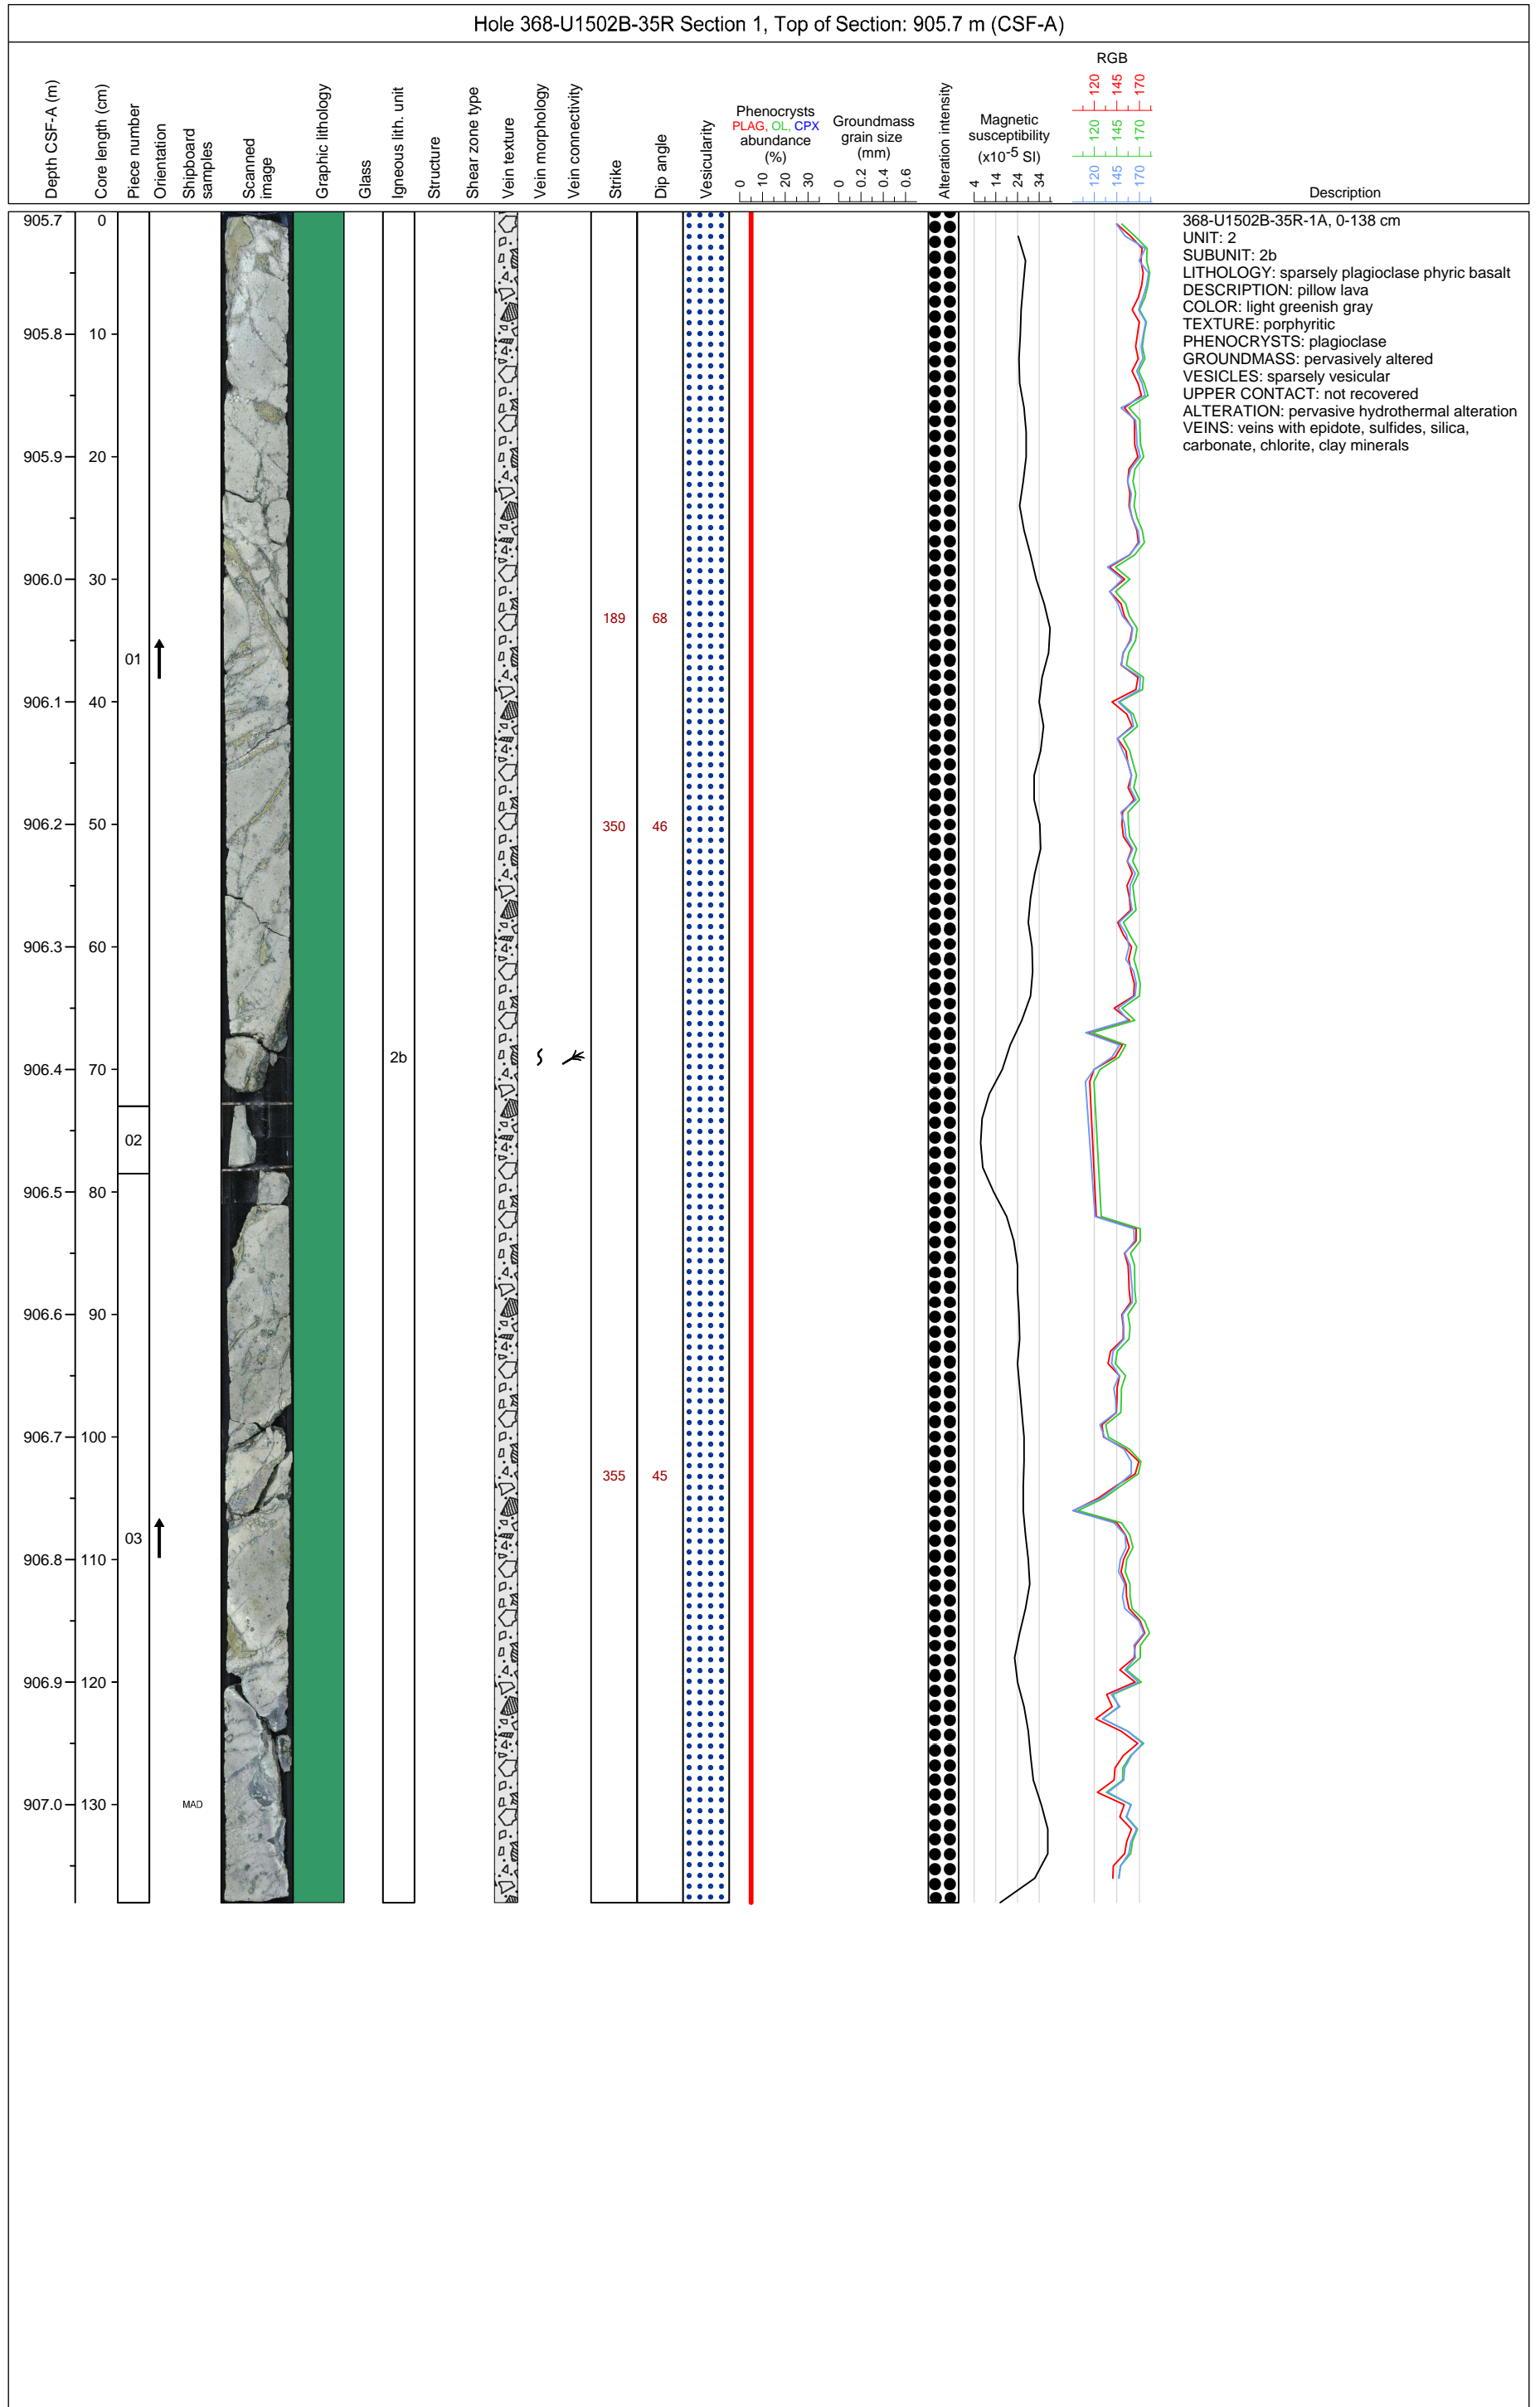 Hole 368-U1502B-35R Section 1, Top of Section: 905.7 m (CSF-A)
Depth CSF-A (m)
Core length (cm)
Piece number
Orientation
Shipboard
samples
Scanned
image
Graphic lithology
Glass
Igneous lith. unit
Structure
Shear zone type
Vein texture
Vein morphology
Vein connectivity
Strike
Dip angle
Vesicularity
Phenocrysts
PLAG, OL, CPX
abundance
(%)
0 10 20 30
Groundmass
grain size
(mm)
0 0.2 0.4 0.6
Alteration intensity
Magnetic
susceptibility
(x10-5 SI)
4 14 24 34
RGB
120 145 170
120 145 170
120 145 170
Description
905.7 0
905.8 10
905.9 20
906.0 30
189 68
01
906.1 40
906.2 50
350 46
906.3 60
2b
906.4 70
02
906.5 80
906.6 90
906.7 100
355 45
03
906.8 110
906.9 120
907.0 130
MAD
368-U1502B-35R-1A, 0-138 cm
UNIT: 2
SUBUNIT: 2b
LITHOLOGY: sparsely plagioclase phyric basalt
DESCRIPTION: pillow lava
COLOR: light greenish gray
TEXTURE: porphyritic
PHENOCRYSTS: plagioclase
GROUNDMASS: pervasively altered
VESICLES: sparsely vesicular
UPPER CONTACT: not recovered
ALTERATION: pervasive hydrothermal alteration
VEINS: veins with epidote, sulfides, silica,
carbonate, chlorite, clay minerals